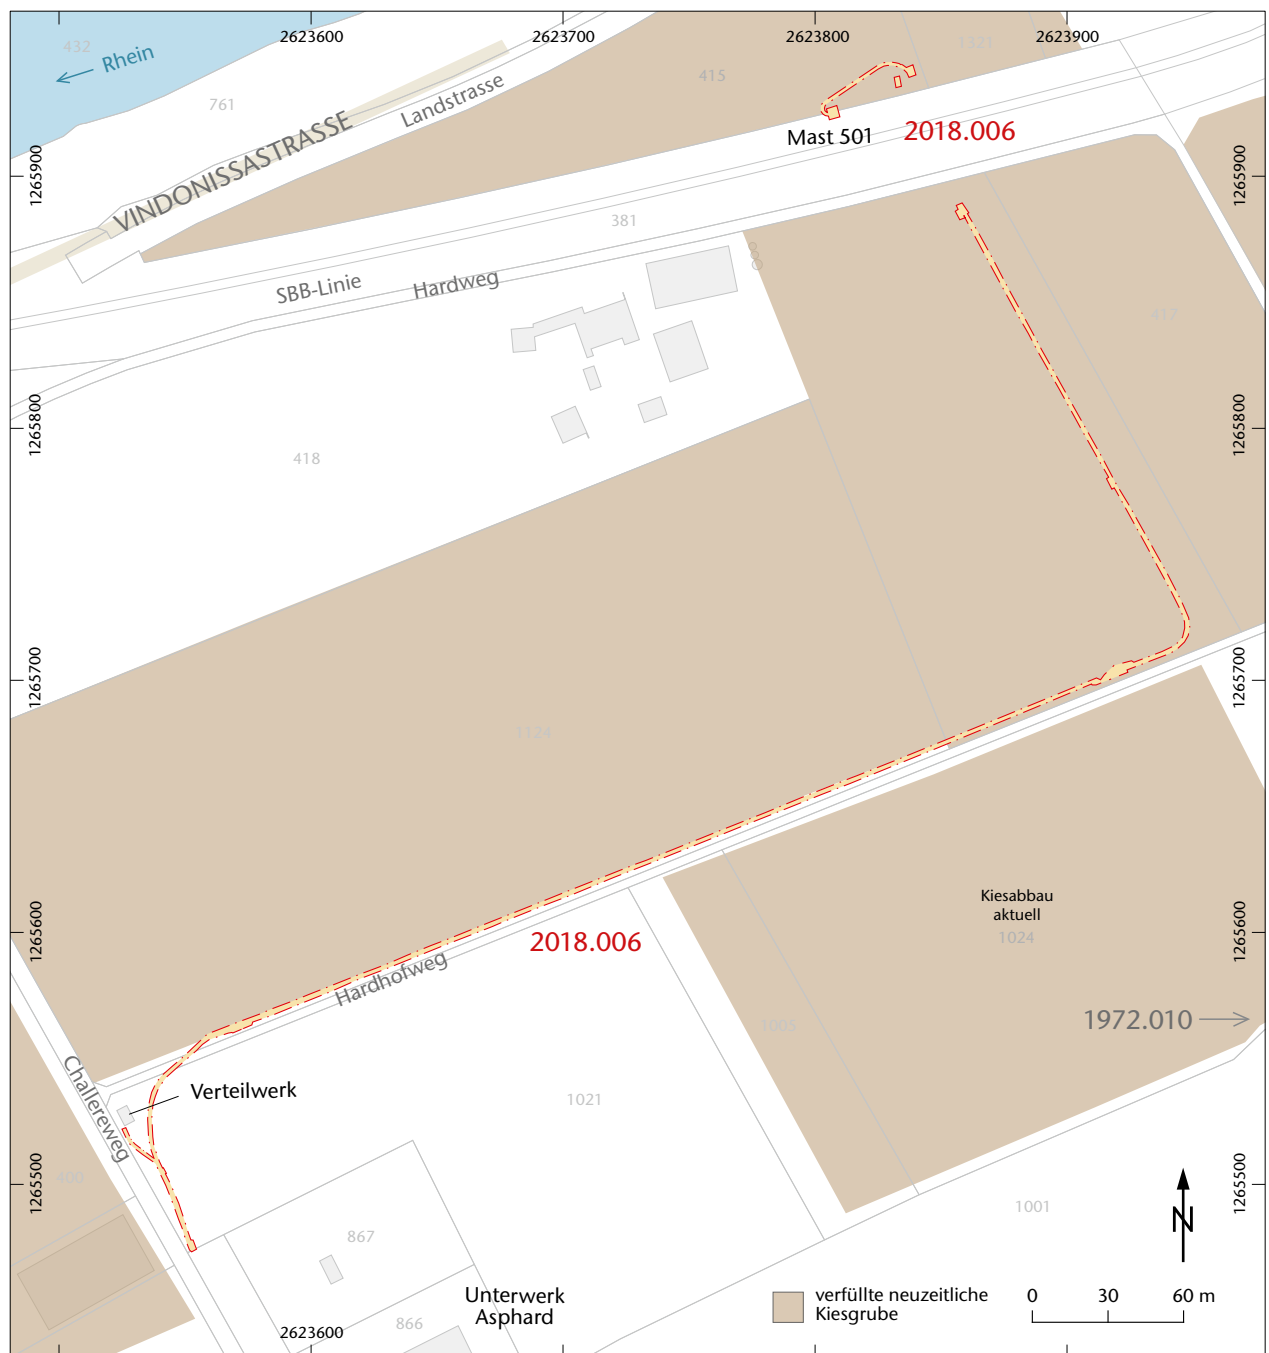 2623600
2623700
2623800
2623900
432
Rhein
761
VINDONISSASTRASSE
Landstrasse
415
1321
Mast 501
2018.006
1265900
1265900
381
SBB-Linie
Hardweg
417
1265800
1265800
418
1265700
1265700
1124
Kiesabbau
aktuell
1024
1265600
1265600
2018.006
Hardhofweg
1005
1972.010
Challereweg
Verteilwerk
1021
400
1265500
1265500
1001
867
N
Unterwerk
Asphard
866
2623600
verfüllte neuzeitliche
Kiesgrube
0 30 60 m